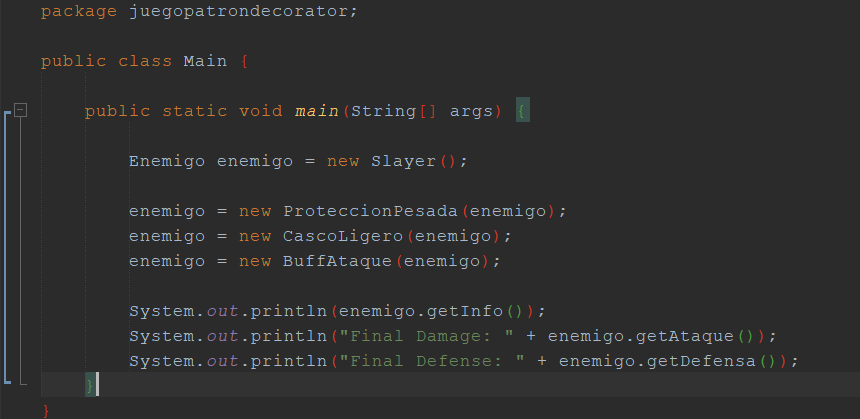 package juegopatrondecorator;
public class Main {
public static void main(String[] args) {
Enemigo enemigo = new Slayer();
enemigo = new ProteccionPesada(enemigo);
enemigo = new CascoLigero(enemigo);
enemigo = new BuffAtaque(enemigo);
System.out.println(enemigo.getInfo());
System.out.println("Final Damage: " + enemigo.getAtaque());
System.out.println("Final Defense: " + enemigo.getDefensa());
}
}